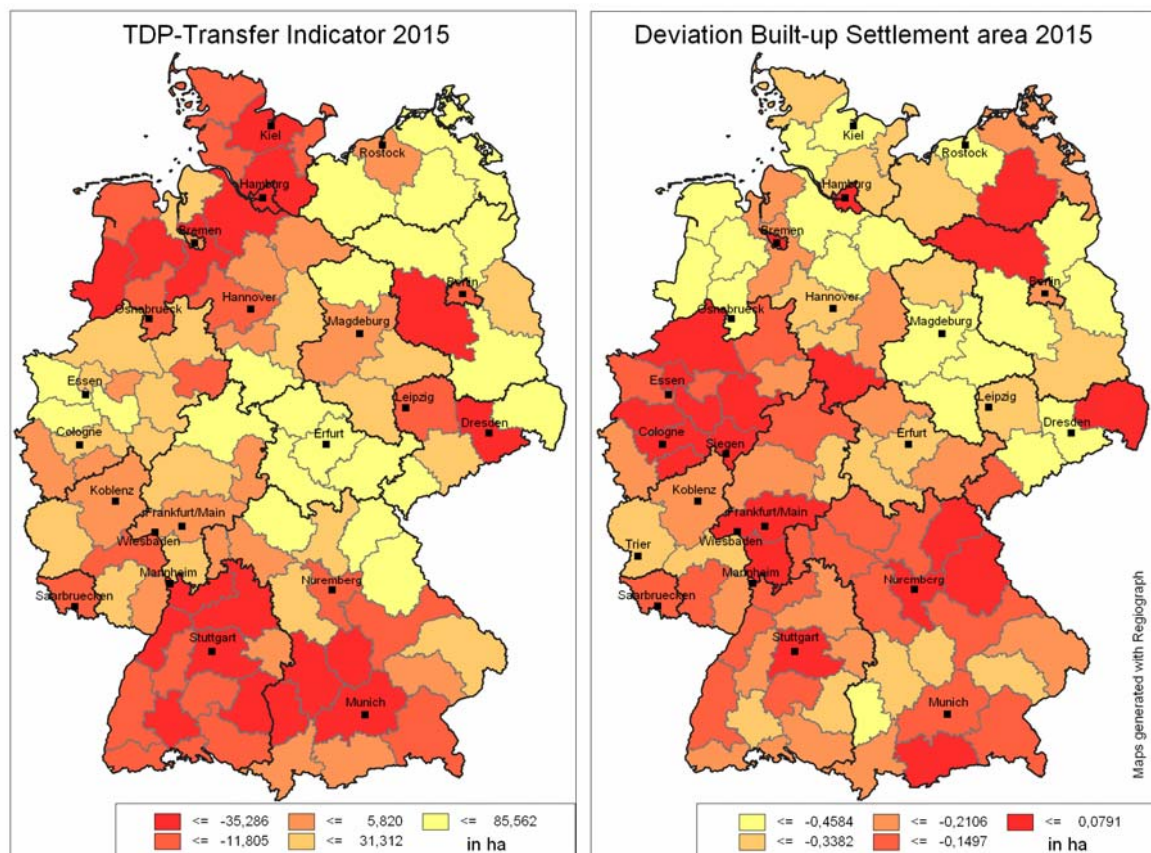 TDP-Transfer Indicator 2015
Kiel
Rostock
Hamburg
Bremen
Berlin
Osnabrueck
Hannover
Magdeburg
Essen
Leipzig
Dresden
Cologne
Erfurt
Koblenz
Frankfurt/Main
Wiesbaden
Mannheim
Nuremberg
Saarbruecken
Stuttgart
Munich
<= -35,286 <= 5,820 <= 85,562
<= -11,805 <= 31,312 in ha
Deviation Built-up Settlement area 2015
Kiel
Rostock
Hamburg
Bremen
Berlin
Osnabrueck
Hannover
Magdeburg
Essen
Leipzig
Dresden
Cologne
Siegen
Erfurt
Koblenz
Frankfurt/Main
Wiesbaden
Trier
Mannheim
Nuremberg
Saarbruecken
Stuttgart
Munich
Maps generated with Regiograph
<= -0,4584 <= -0,2106 <= 0,0791
<= -0,3382 <= -0,1497 in ha